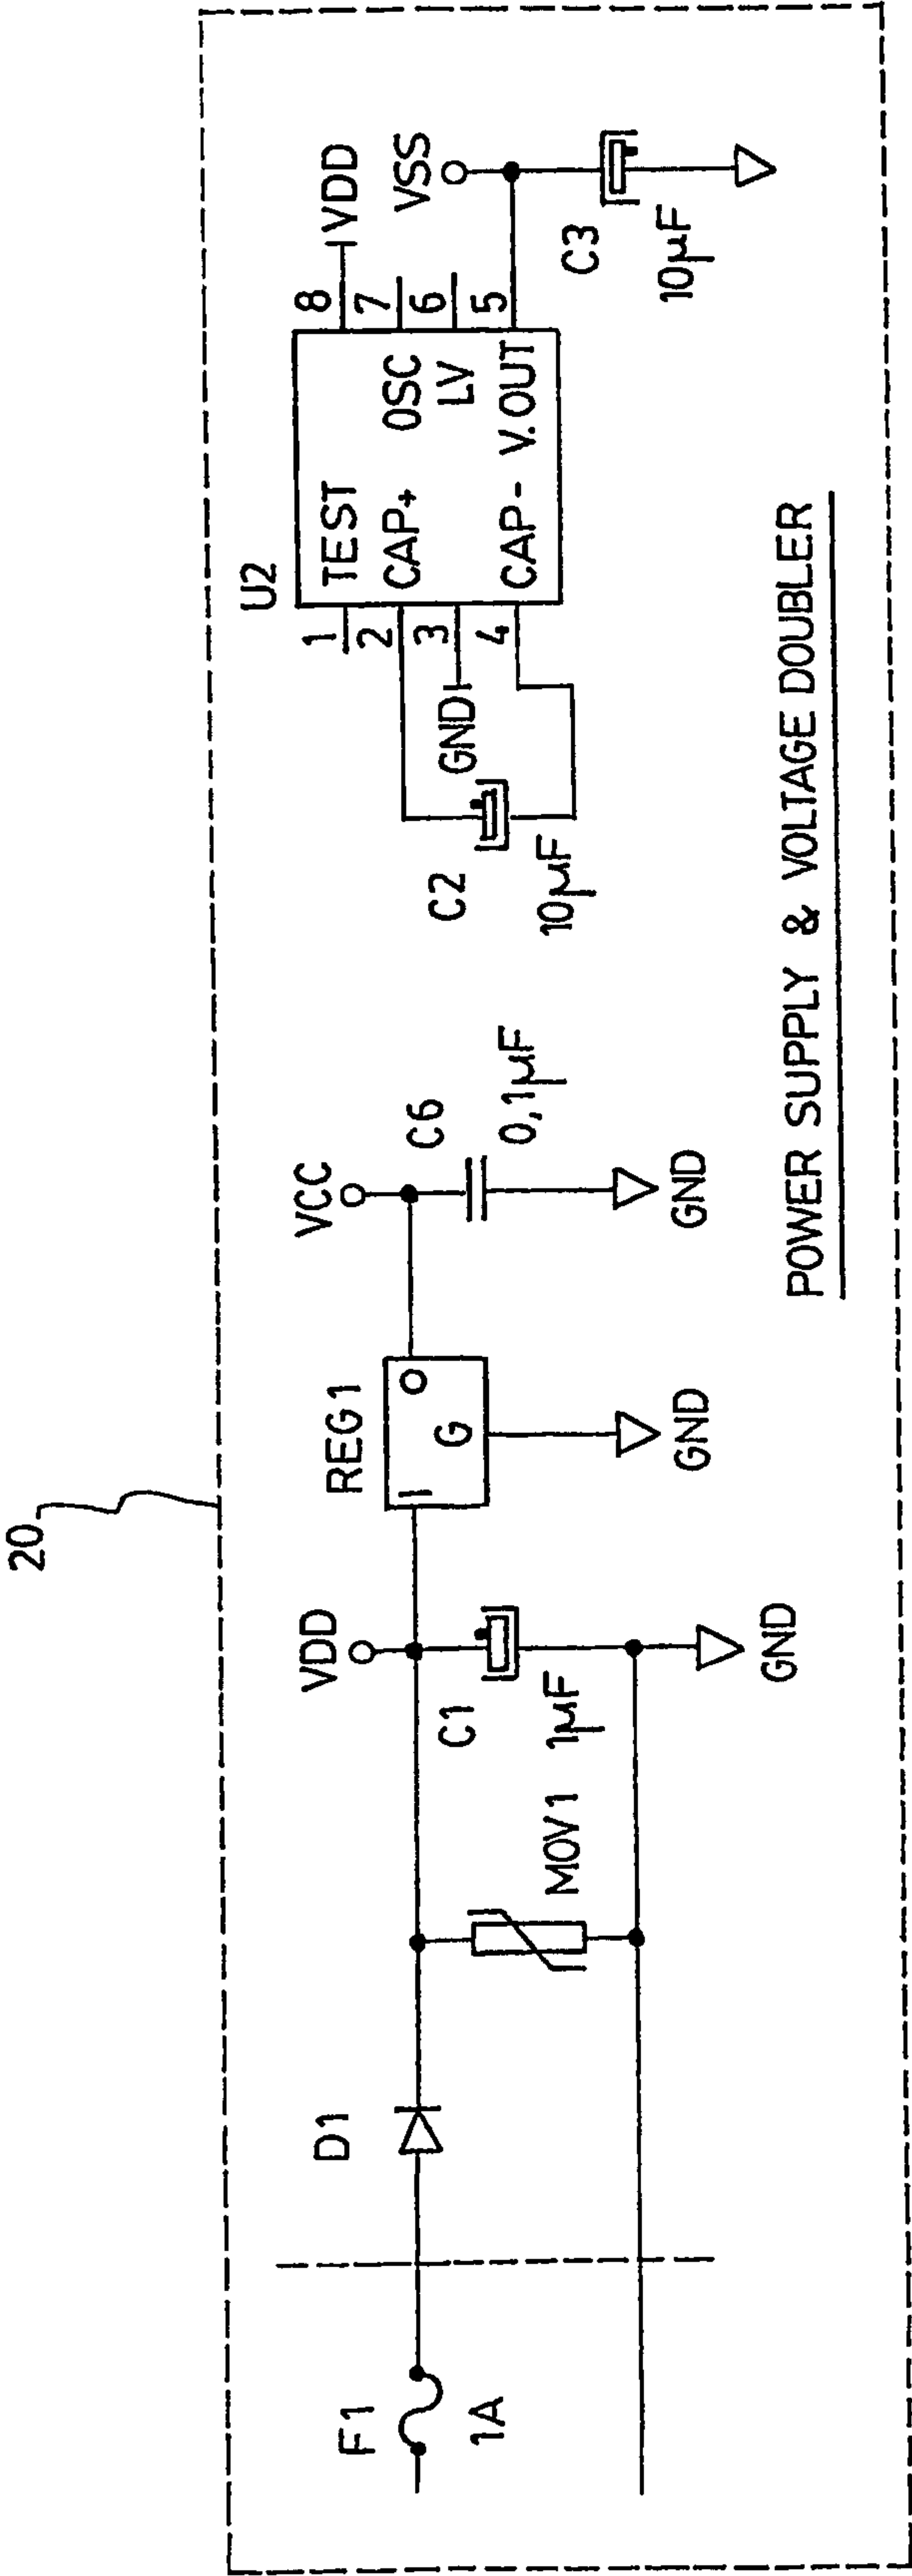 20
F1
1A
D1
MOV1
VDD
C1
1µF
GND
REG1
I
O
G
GND
VCC
C6
0,1µF
GND
C2
10µF
U2
1
2
3
4
GND
TEST
CAP+
OSC
LV
CAP- V.OUT
8
7
6
5
VDD
VSS
C3
10µF
POWER SUPPLY & VOLTAGE DOUBLER